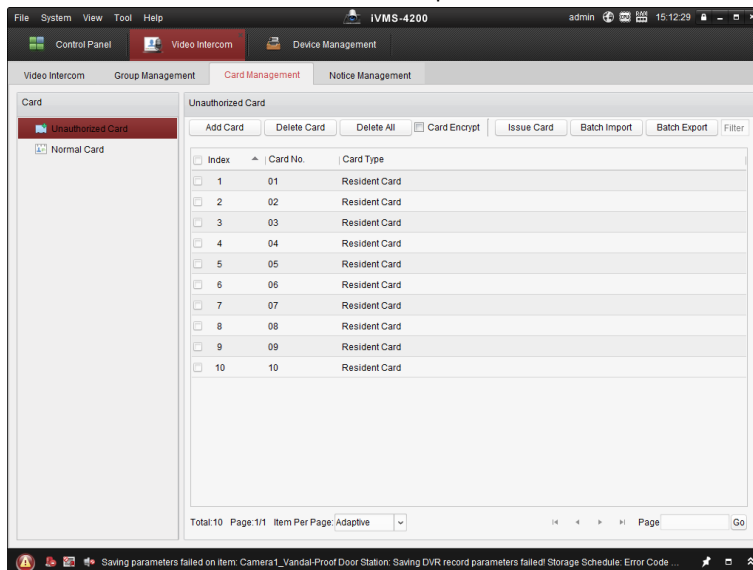 File System View Tool Help iVMS-4200 admin 15:12:29
Control Panel Video Intercom Device Management
Video Intercom Group Management Card Management Notice Management
Card Unauthorized Card
Unauthorized Card Add Card Delete Card Delete All Card Encrypt Issue Card Batch Import Batch Export Filter
Normal Card
Index Card No. Card Type
1 01 Resident Card
2 02 Resident Card
3 03 Resident Card
4 04 Resident Card
5 05 Resident Card
6 06 Resident Card
7 07 Resident Card
8 08 Resident Card
9 09 Resident Card
10 10 Resident Card
Total:10 Page:1/1 Item Per Page: Adaptive Page Go
Saving parameters failed on item: Camera1_Vandal-Proof Door Station: Saving DVR record parameters failed! Storage Schedule: Error Code ...